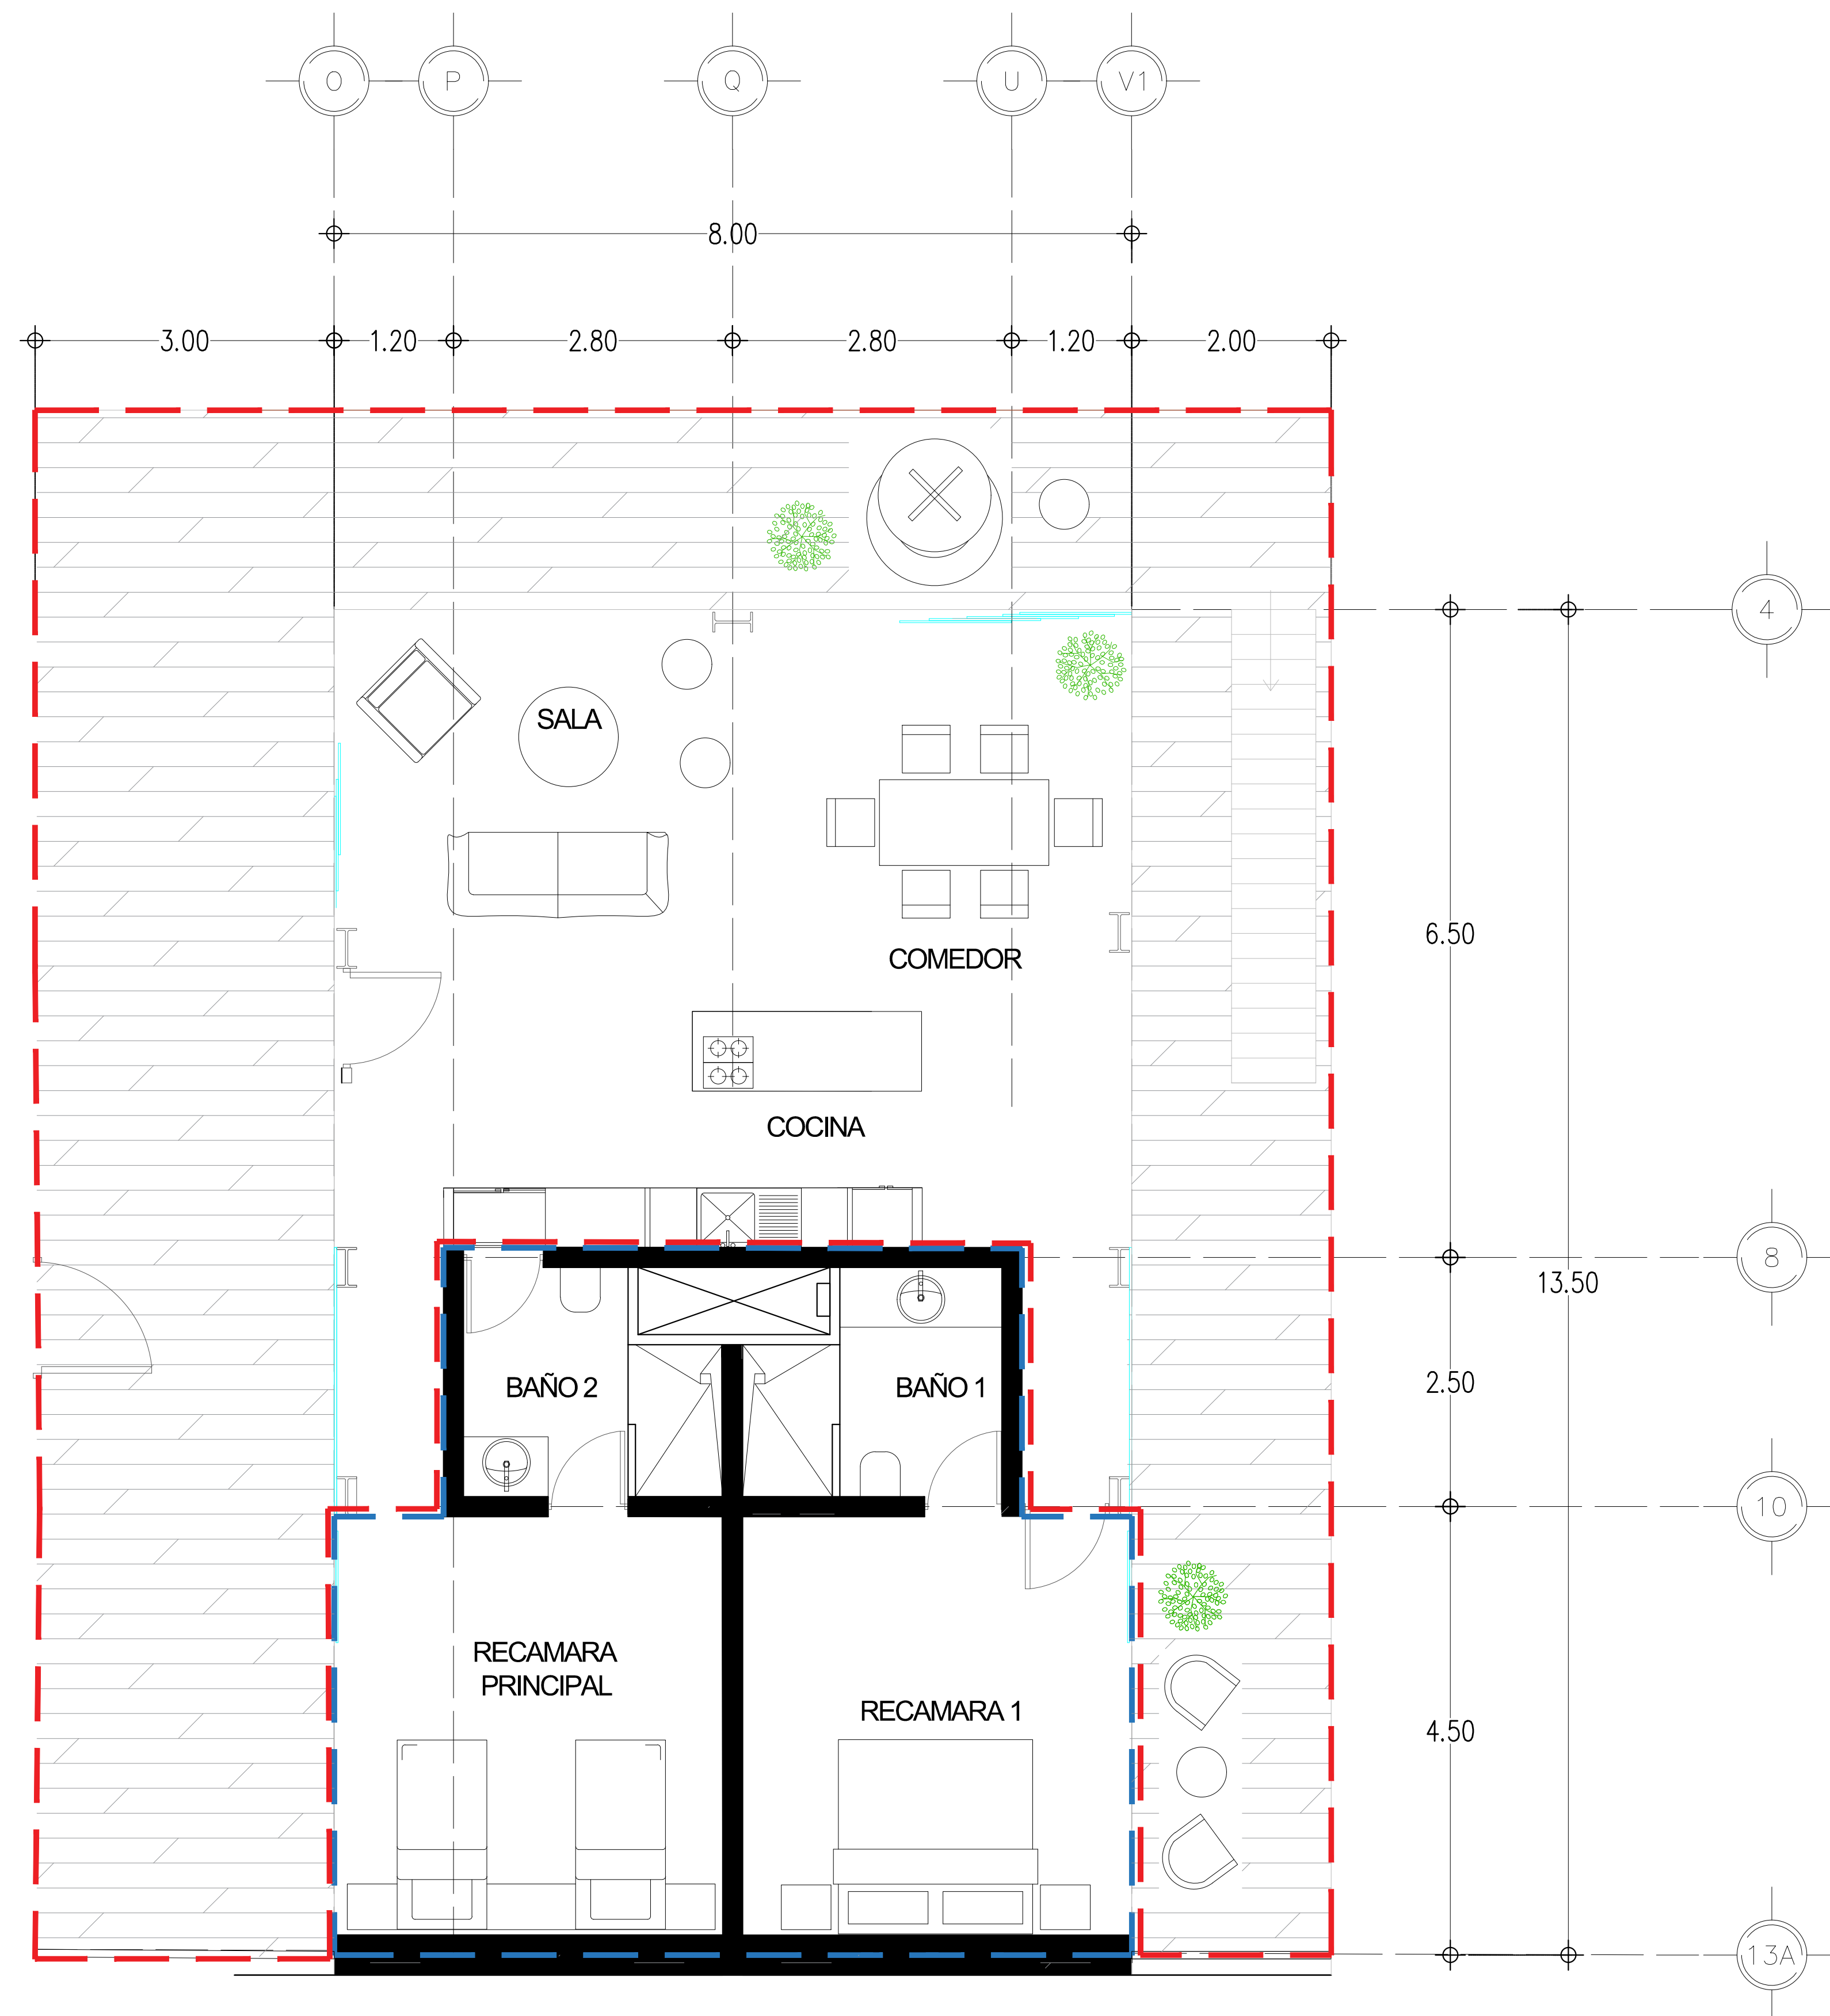 O P Q U V1
8.00
3.00 1.20 2.80 2.80 1.20 2.00
4
SALA
6.50
COMEDOR
COCINA
8
13.50
BAÑO 2 BAÑO 1
2.50
10
RECAMARA
PRINCIPAL
RECAMARA 1
4.50
13A